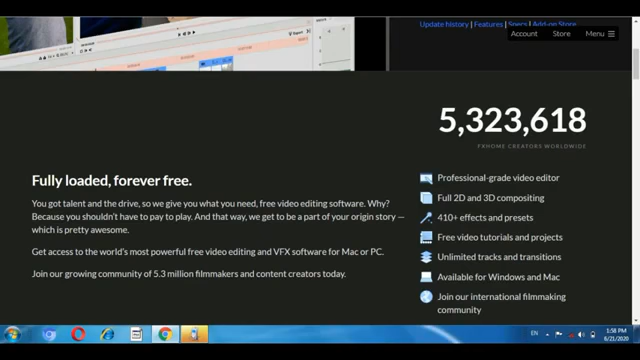 Update history | Features | Specs | Add-on Store
Account Store Menu
Export
5,323,618
FXHOME CREATORS WORLDWIDE
Fully loaded, forever free.
You got talent and the drive, so we give you what you need, free video editing software. Why?
Because you shouldn't have to pay to play. And that way, we get to be a part of your origin story —
which is pretty awesome.
Get access to the world's most powerful free video editing and VFX software for Mac or PC.
Join our growing community of 5.3 million filmmakers and content creators today.
Professional-grade video editor
Full 2D and 3D compositing
410+ effects and presets
Free video tutorials and projects
Unlimited tracks and transitions
Available for Windows and Mac
Join our international filmmaking
community
EN
1:58 PM
6/21/2020